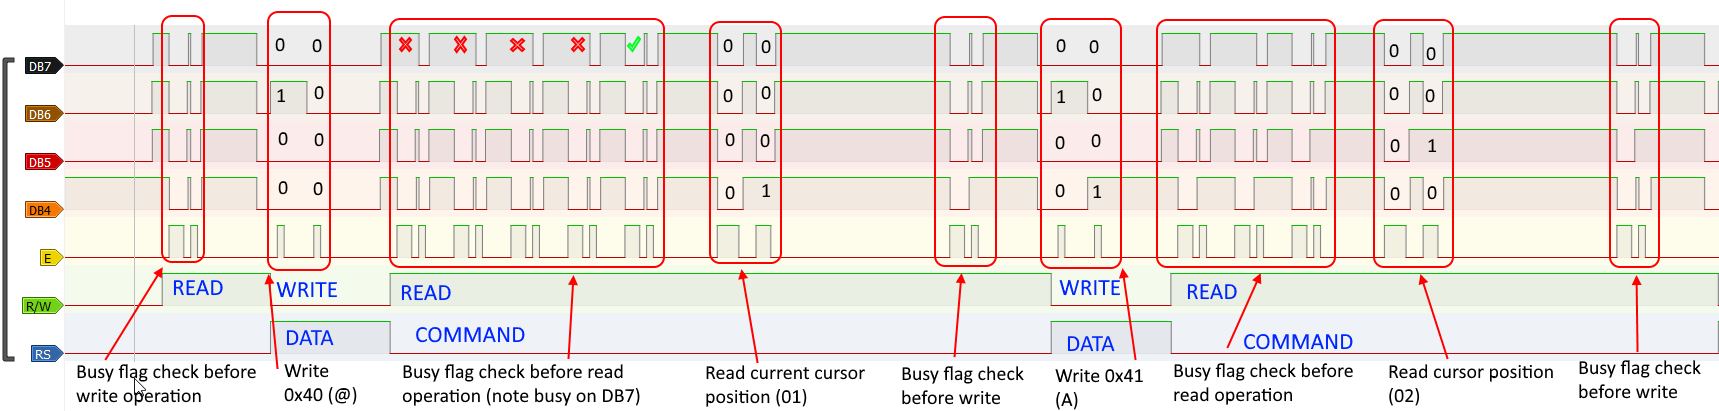 DB7 0 0 0 0 0 0 0 0
DB6 1 0 0 0 1 0 0 0
DB5 0 0 0 0 0 0 0 1
DB4 0 0 0 1 0 1 0 0
E
R/W READ WRITE READ WRITE READ
RS DATA COMMAND DATA COMMAND
Busy flag check before
write operation
Write
0x40 (@)
Busy flag check before read
operation (note busy on DB7)
Read current cursor
position (01)
Busy flag check
before write
Write 0x41
(A)
Busy flag check before
read operation
Read cursor position
(02)
Busy flag check
before write